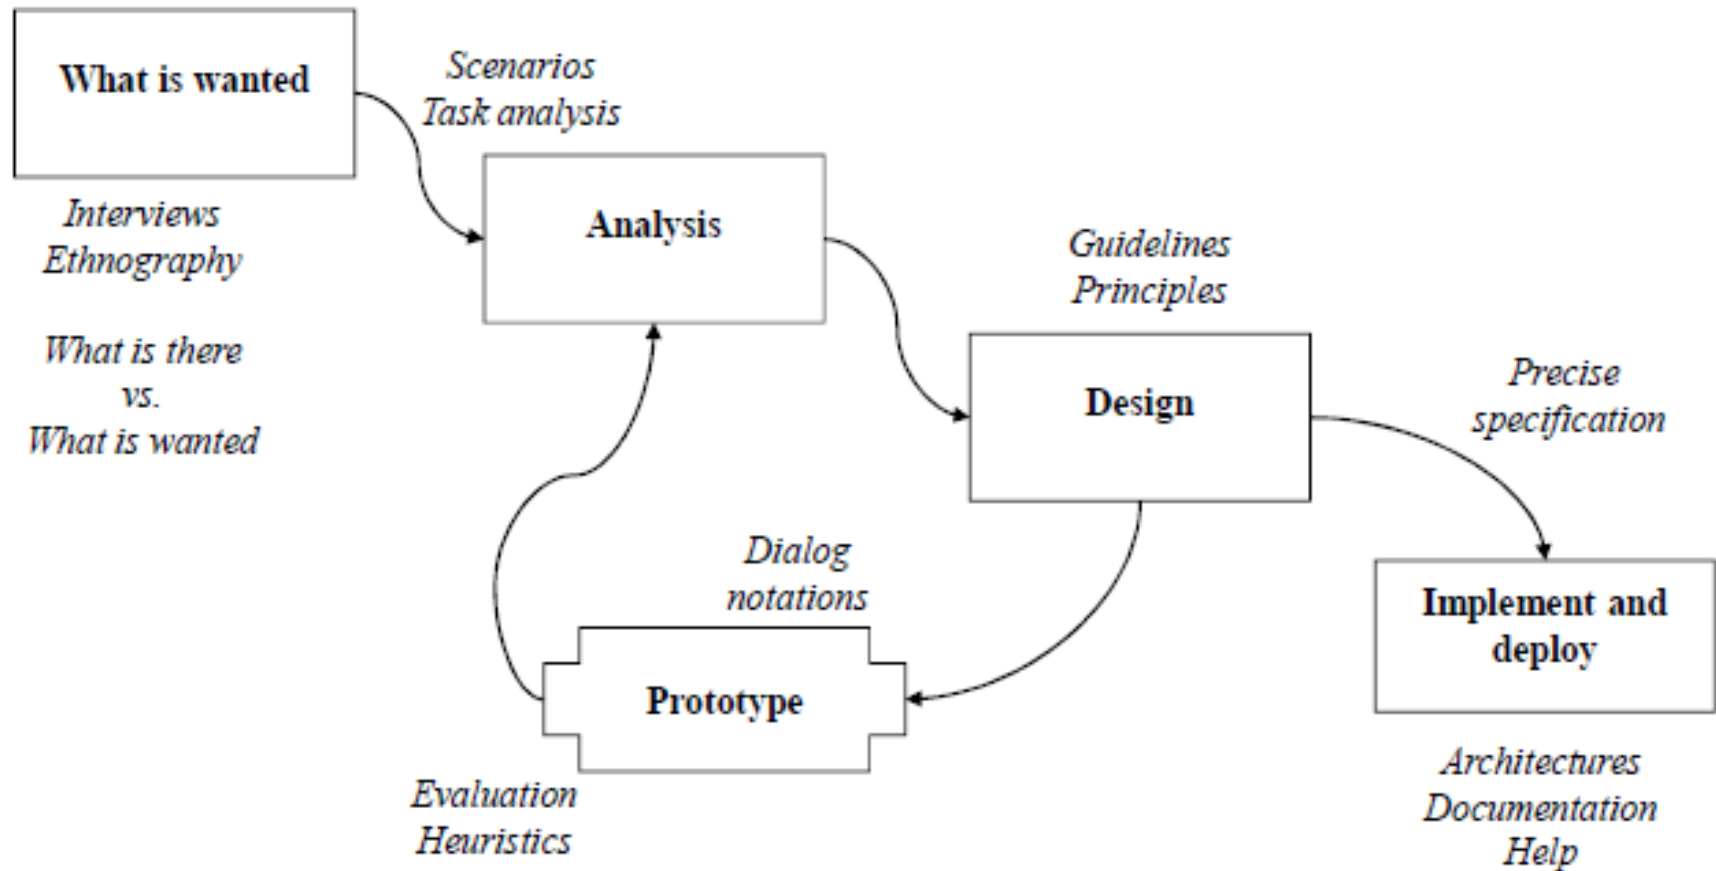 What is wanted
Scenarios
Task analysis
Interviews
Ethnography
What is there
vs.
What is wanted
Analysis
Guidelines
Principles
Design
Precise
specification
Dialog
notations
Prototype
Evaluation
Heuristics
Implement and
deploy
Architectures
Documentation
Help